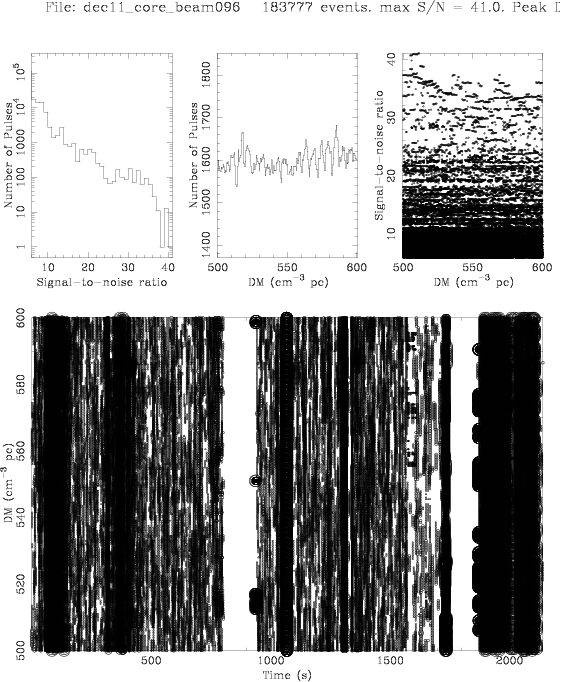 File: dec11_core_beam096 183777 events. max S/N = 41.0. Peak D
Number of Pulses
10⁵
10⁴
1000
100
10
1
10 20 30 40
Signal-to-noise ratio
Number of Pulses
1800
1700
1600
1500
1400
500 550 600
DM (cm⁻³ pc)
Signal-to-noise ratio
40
30
20
10
500 550 600
DM (cm⁻³ pc)
DM (cm⁻³ pc)
600
580
560
540
520
500
500 1000 1500 2000
Time (s)